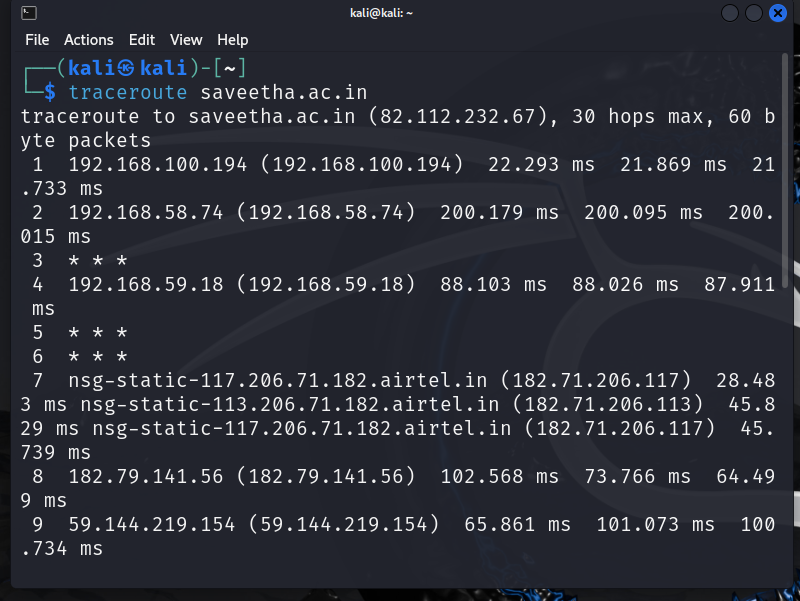 kali@kali: ~
File Actions Edit View Help
┌──(kali㉿kali)-[~]
└─$ traceroute saveetha.ac.in
traceroute to saveetha.ac.in (82.112.232.67), 30 hops max, 60 b
yte packets
 1  192.168.100.194 (192.168.100.194)  22.293 ms  21.869 ms  21
.733 ms
 2  192.168.58.74 (192.168.58.74)  200.179 ms  200.095 ms  200.
015 ms
 3  * * *
 4  192.168.59.18 (192.168.59.18)  88.103 ms  88.026 ms  87.911
 ms
 5  * * *
 6  * * *
 7  nsg-static-117.206.71.182.airtel.in (182.71.206.117)  28.48
3 ms nsg-static-113.206.71.182.airtel.in (182.71.206.113)  45.8
29 ms nsg-static-117.206.71.182.airtel.in (182.71.206.117)  45.
739 ms
 8  182.79.141.56 (182.79.141.56)  102.568 ms  73.766 ms  64.49
9 ms
 9  59.144.219.154 (59.144.219.154)  65.861 ms  101.073 ms  100
.734 ms